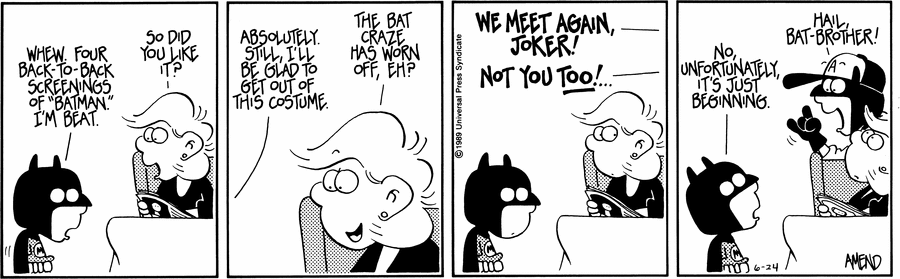 WHEW. FOUR
BACK-TO-BACK
SCREENINGS
OF "BATMAN."
I'M BEAT.
SO DID
YOU LIKE
IT?
ABSOLUTELY.
STILL, I'LL
BE GLAD TO
GET OUT OF
THIS COSTUME.
THE BAT
CRAZE
HAS WORN
OFF, EH?
© 1989 Universal Press Syndicate
WE MEET AGAIN,
JOKER!
NOT YOU TOO!...
NO,
UNFORTUNATELY,
IT'S JUST
BEGINNING.
HAIL,
BAT-BROTHER!
A
6-24
AMEND